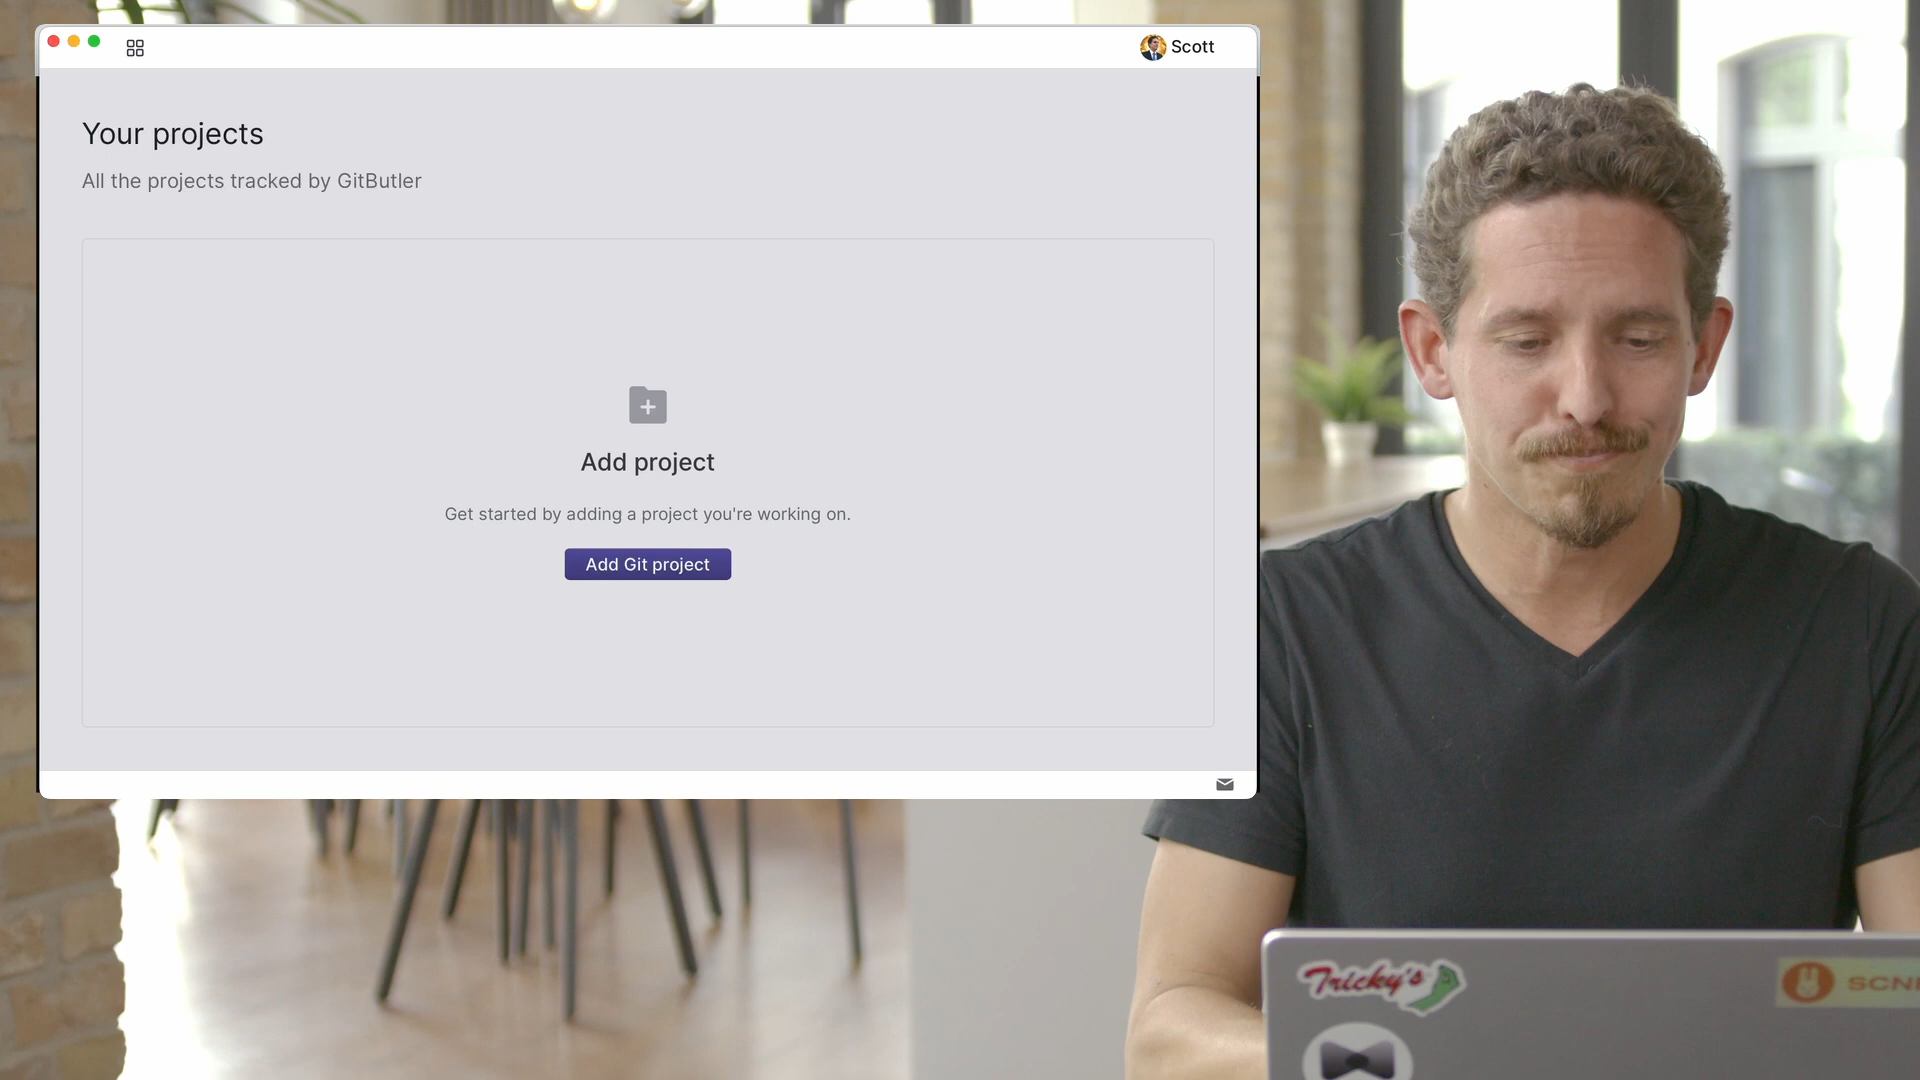 Scott
Your projects
All the projects tracked by GitButler
Add project
Get started by adding a project you're working on.
Add Git project
Tricky's